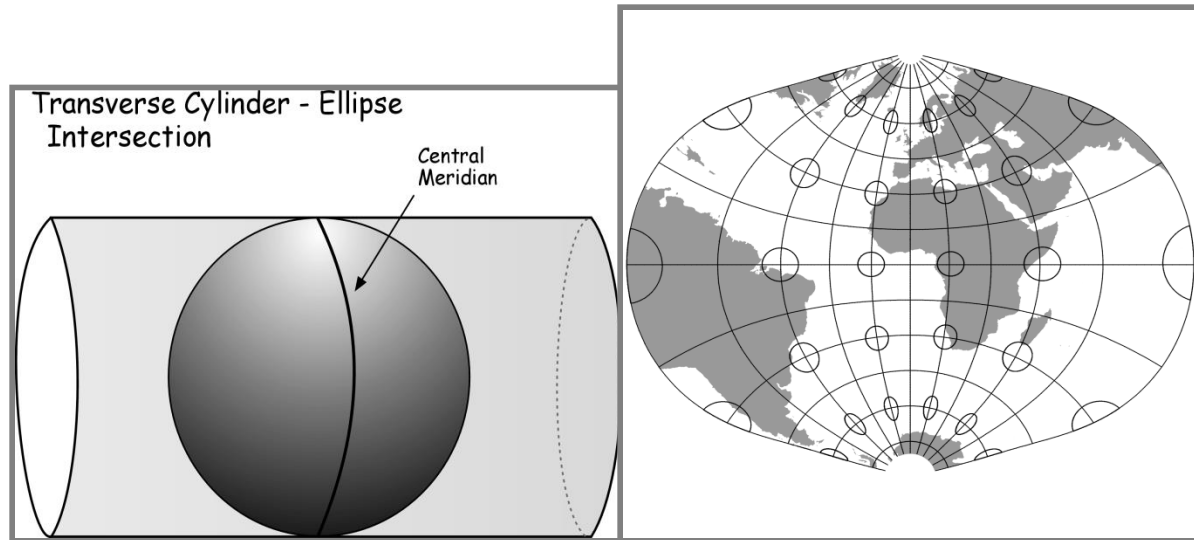 Transverse Cylinder - Ellipse
Intersection
Central
Meridian